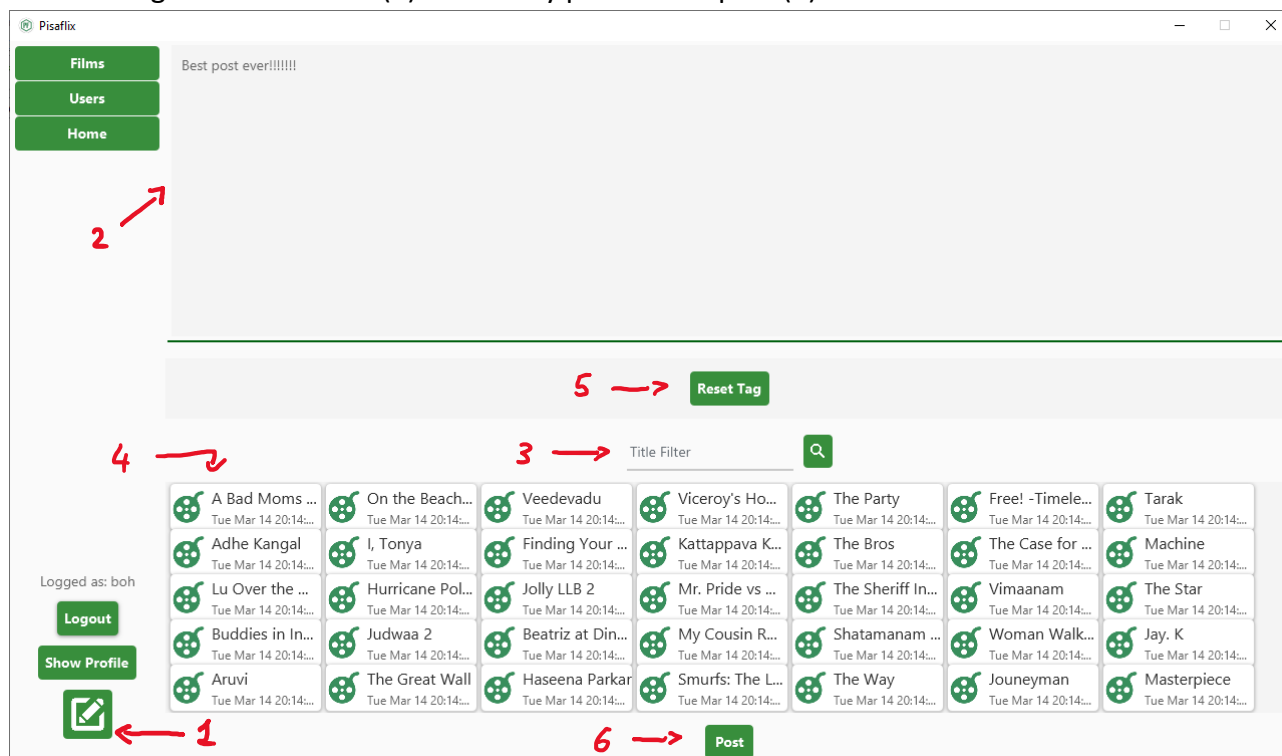 Pisaflix
Films
Users
Home
Best post ever!!!!!!!
2
5
Reset Tag
4
3
Title Filter
A Bad Moms ...
Tue Mar 14 20:14:...
On the Beach...
Tue Mar 14 20:14:...
Veedevadu
Tue Mar 14 20:14:...
Viceroy's Ho...
Tue Mar 14 20:14:...
The Party
Tue Mar 14 20:14:...
Free! -Timele...
Tue Mar 14 20:14:...
Tarak
Tue Mar 14 20:14:...
Adhe Kangal
Tue Mar 14 20:14:...
I, Tonya
Tue Mar 14 20:14:...
Finding Your ...
Tue Mar 14 20:14:...
Kattappava K...
Tue Mar 14 20:14:...
The Bros
Tue Mar 14 20:14:...
The Case for ...
Tue Mar 14 20:14:...
Machine
Tue Mar 14 20:14:...
Lu Over the ...
Tue Mar 14 20:14:...
Hurricane Pol...
Tue Mar 14 20:14:...
Jolly LLB 2
Tue Mar 14 20:14:...
Mr. Pride vs ...
Tue Mar 14 20:14:...
The Sheriff In...
Tue Mar 14 20:14:...
Vimaanam
Tue Mar 14 20:14:...
The Star
Tue Mar 14 20:14:...
Buddies in In...
Tue Mar 14 20:14:...
Judwaa 2
Tue Mar 14 20:14:...
Beatriz at Din...
Tue Mar 14 20:14:...
My Cousin R...
Tue Mar 14 20:14:...
Shatamanam ...
Tue Mar 14 20:14:...
Woman Walk...
Tue Mar 14 20:14:...
Jay. K
Tue Mar 14 20:14:...
Aruvi
Tue Mar 14 20:14:...
The Great Wall
Tue Mar 14 20:14:...
Haseena Parkar
Tue Mar 14 20:14:...
Smurfs: The L...
Tue Mar 14 20:14:...
The Way
Tue Mar 14 20:14:...
Jouneyman
Tue Mar 14 20:14:...
Masterpiece
Tue Mar 14 20:14:...
Logged as: boh
Logout
Show Profile
1
6
Post